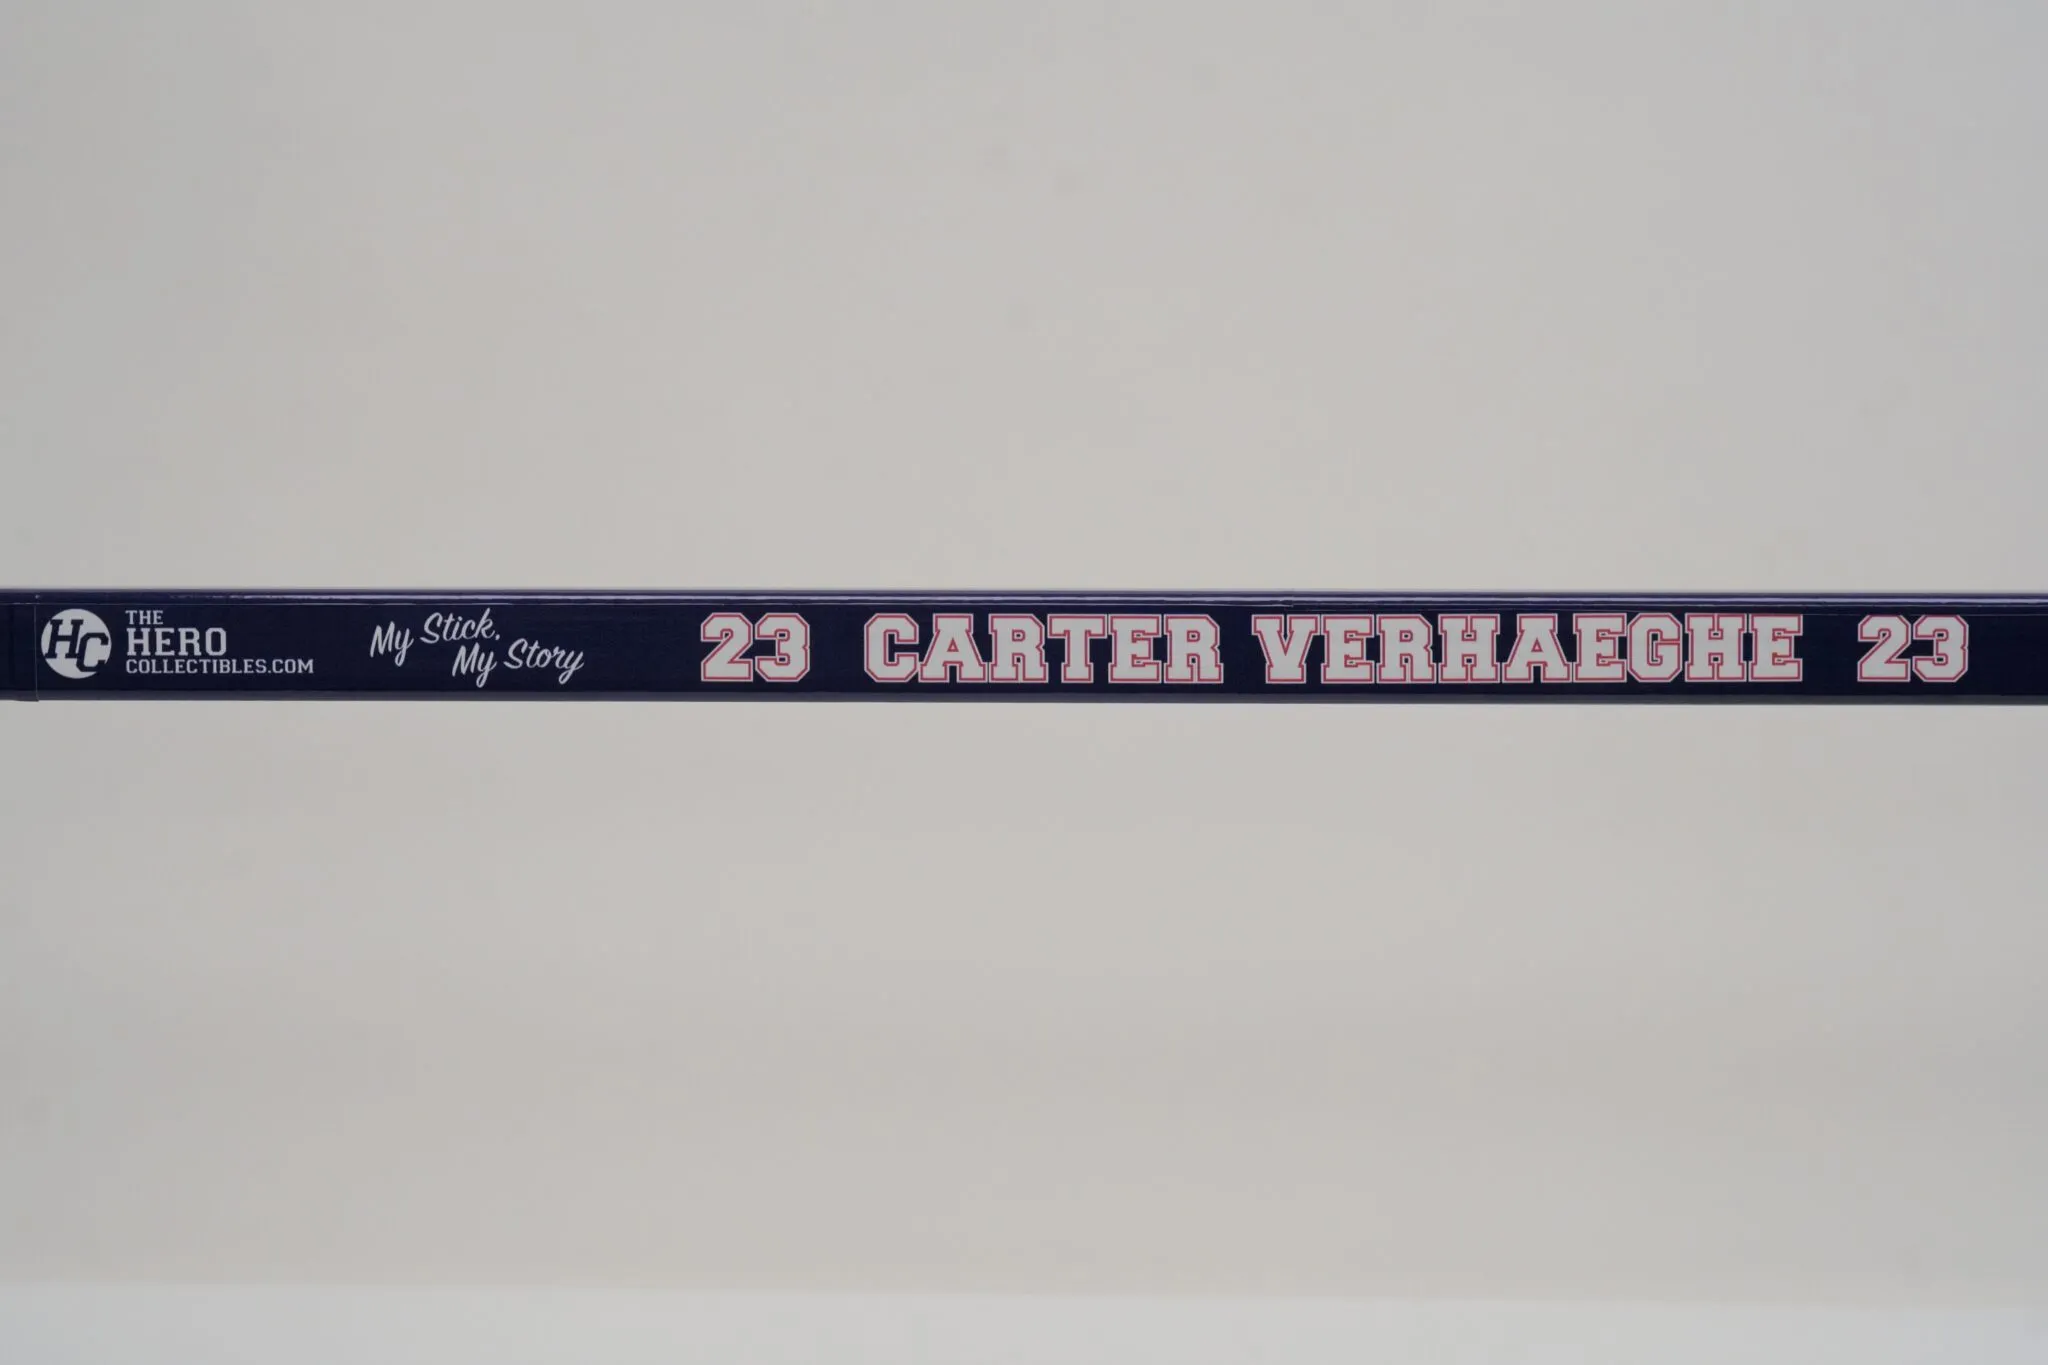 HC
THE
HERO
COLLECTIBLES.COM
My Stick,
My Story
23 CARTER VERHAEGHE 23